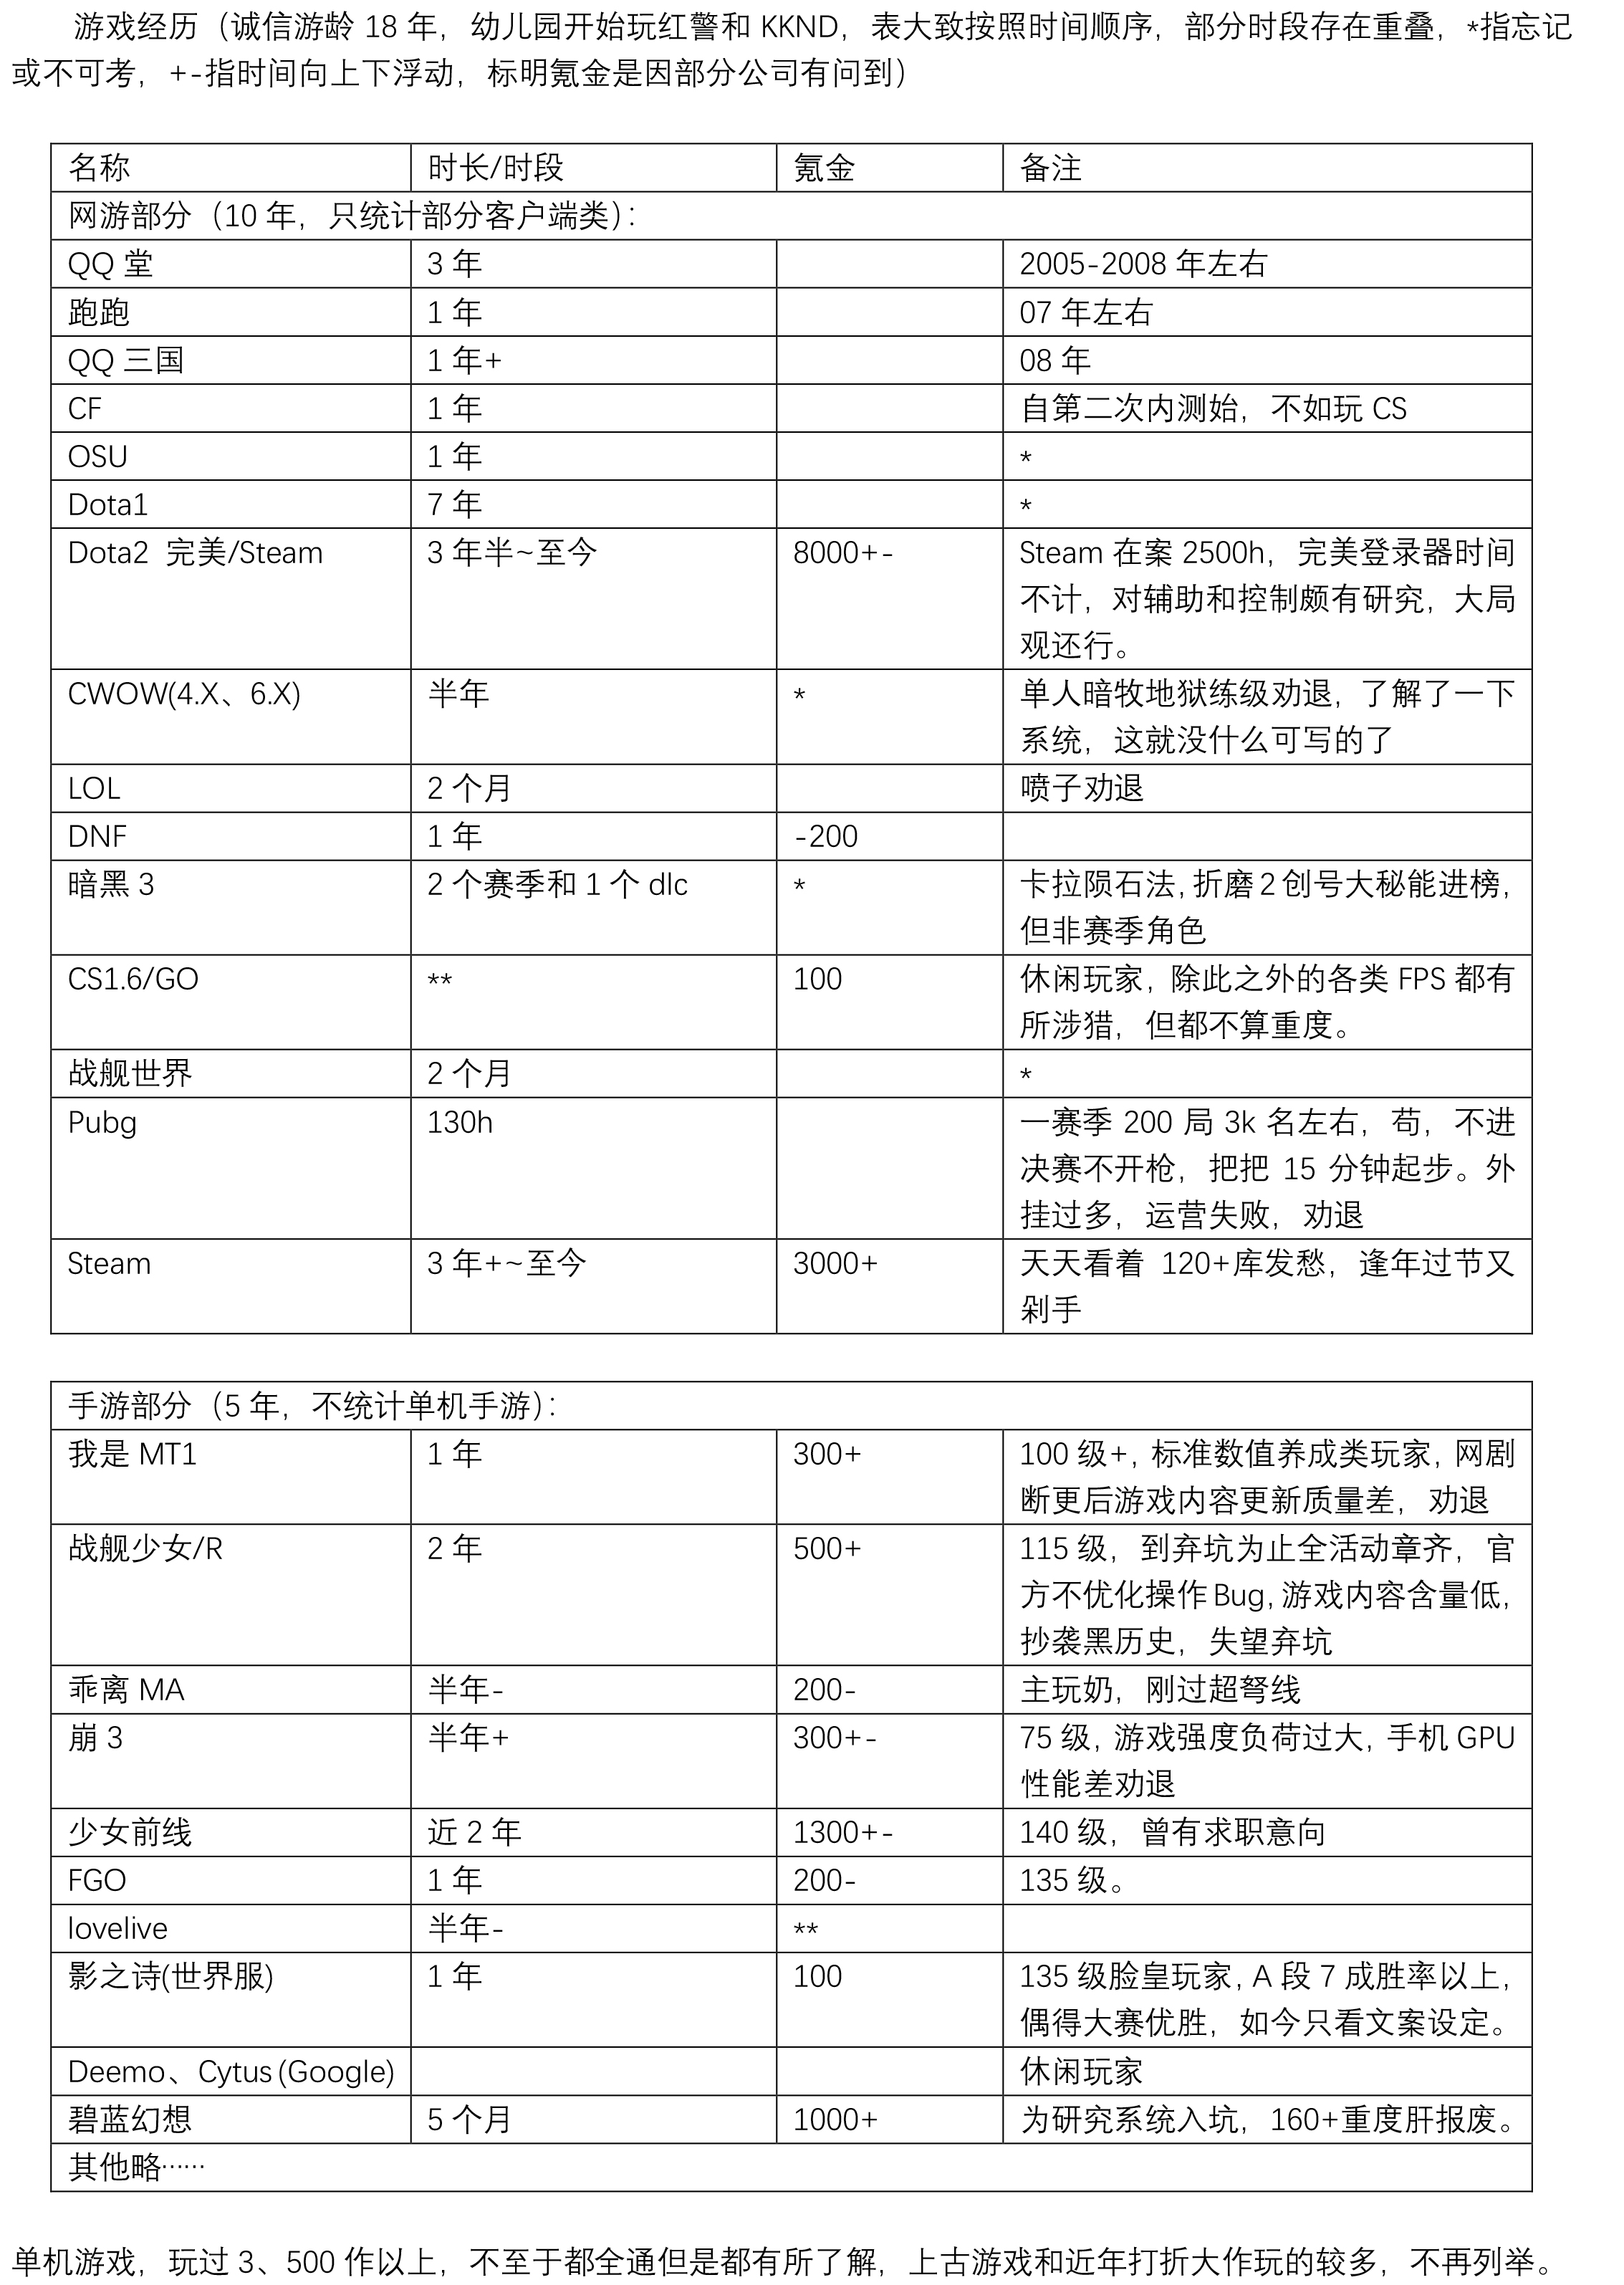 游戏经历（诚信游龄 18 年，幼儿园开始玩红警和 KKND，表大致按照时间顺序，部分时段存在重叠，*指忘记
或不可考，+-指时间向上下浮动，标明氪金是因部分公司有问到）
名称 时长/时段 氪金 备注
网游部分（10 年，只统计部分客户端类）：
QQ 堂 3 年 2005-2008 年左右
跑跑 1 年 07 年左右
QQ 三国 1 年+ 08 年
CF 1 年 自第二次内测始，不如玩 CS
OSU 1 年 *
Dota1 7 年 *
Dota2 完美/Steam 3 年半~至今 8000+- Steam 在案 2500h，完美登录器时间
不计，对辅助和控制颇有研究，大局
观还行。
CWOW(4.X、6.X) 半年 * 单人暗牧地狱练级劝退，了解了一下
系统，这就没什么可写的了
LOL 2 个月 喷子劝退
DNF 1 年 -200
暗黑 3 2 个赛季和 1 个 dlc * 卡拉陨石法，折磨 2 创号大秘能进榜，
但非赛季角色
CS1.6/GO ** 100 休闲玩家，除此之外的各类 FPS 都有
所涉猎，但都不算重度。
战舰世界 2 个月 *
Pubg 130h 一赛季 200 局 3k 名左右，苟，不进
决赛不开枪，把把 15 分钟起步。外
挂过多，运营失败，劝退
Steam 3 年+~至今 3000+ 天天看着 120+库发愁，逢年过节又
剁手
手游部分（5 年，不统计单机手游）：
我是 MT1 1 年 300+ 100 级+，标准数值养成类玩家，网剧
断更后游戏内容更新质量差，劝退
战舰少女/R 2 年 500+ 115 级，到弃坑为止全活动章齐，官
方不优化操作 Bug，游戏内容含量低，
抄袭黑历史，失望弃坑
乖离 MA 半年- 200- 主玩奶，刚过超弩线
崩 3 半年+ 300+- 75 级，游戏强度负荷过大，手机 GPU
性能差劝退
少女前线 近 2 年 1300+- 140 级，曾有求职意向
FGO 1 年 200- 135 级。
lovelive 半年- **
影之诗(世界服) 1 年 100 135 级脸皇玩家，A 段 7 成胜率以上，
偶得大赛优胜，如今只看文案设定。
Deemo、Cytus (Google) 休闲玩家
碧蓝幻想 5 个月 1000+ 为研究系统入坑，160+重度肝报废。
其他略……
单机游戏，玩过 3、500 作以上，不至于都全通但是都有所了解，上古游戏和近年打折大作玩的较多，不再列举。